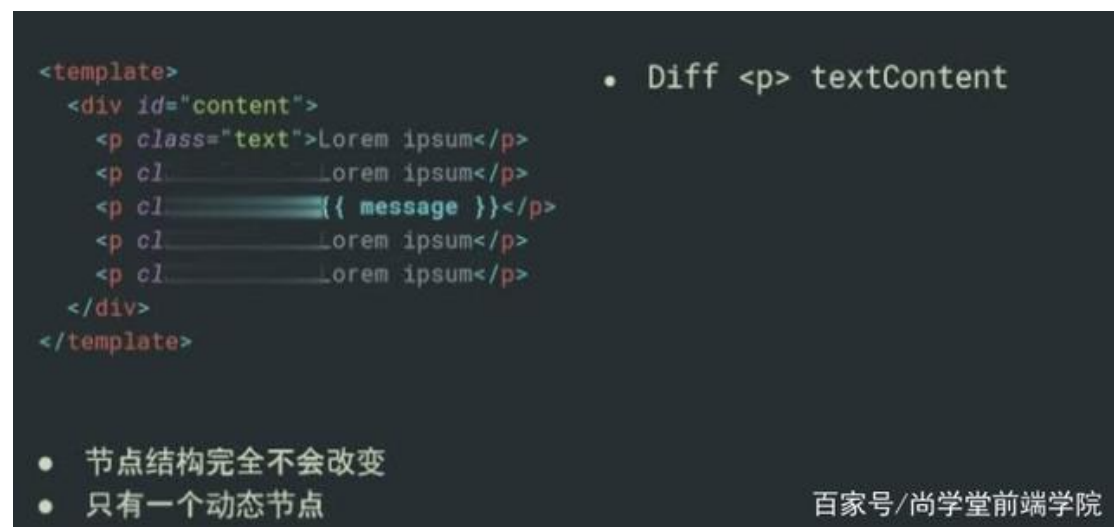 <template>
<div id="content">
<p class="text">Lorem ipsum</p>
<p cl orem ipsum</p>
<p cl {{ message }}</p>
<p cl orem ipsum</p>
<p cl orem ipsum</p>
</div>
</template>
• Diff <p> textContent
• 节点结构完全不会改变
• 只有一个动态节点
百家号/尚学堂前端学院